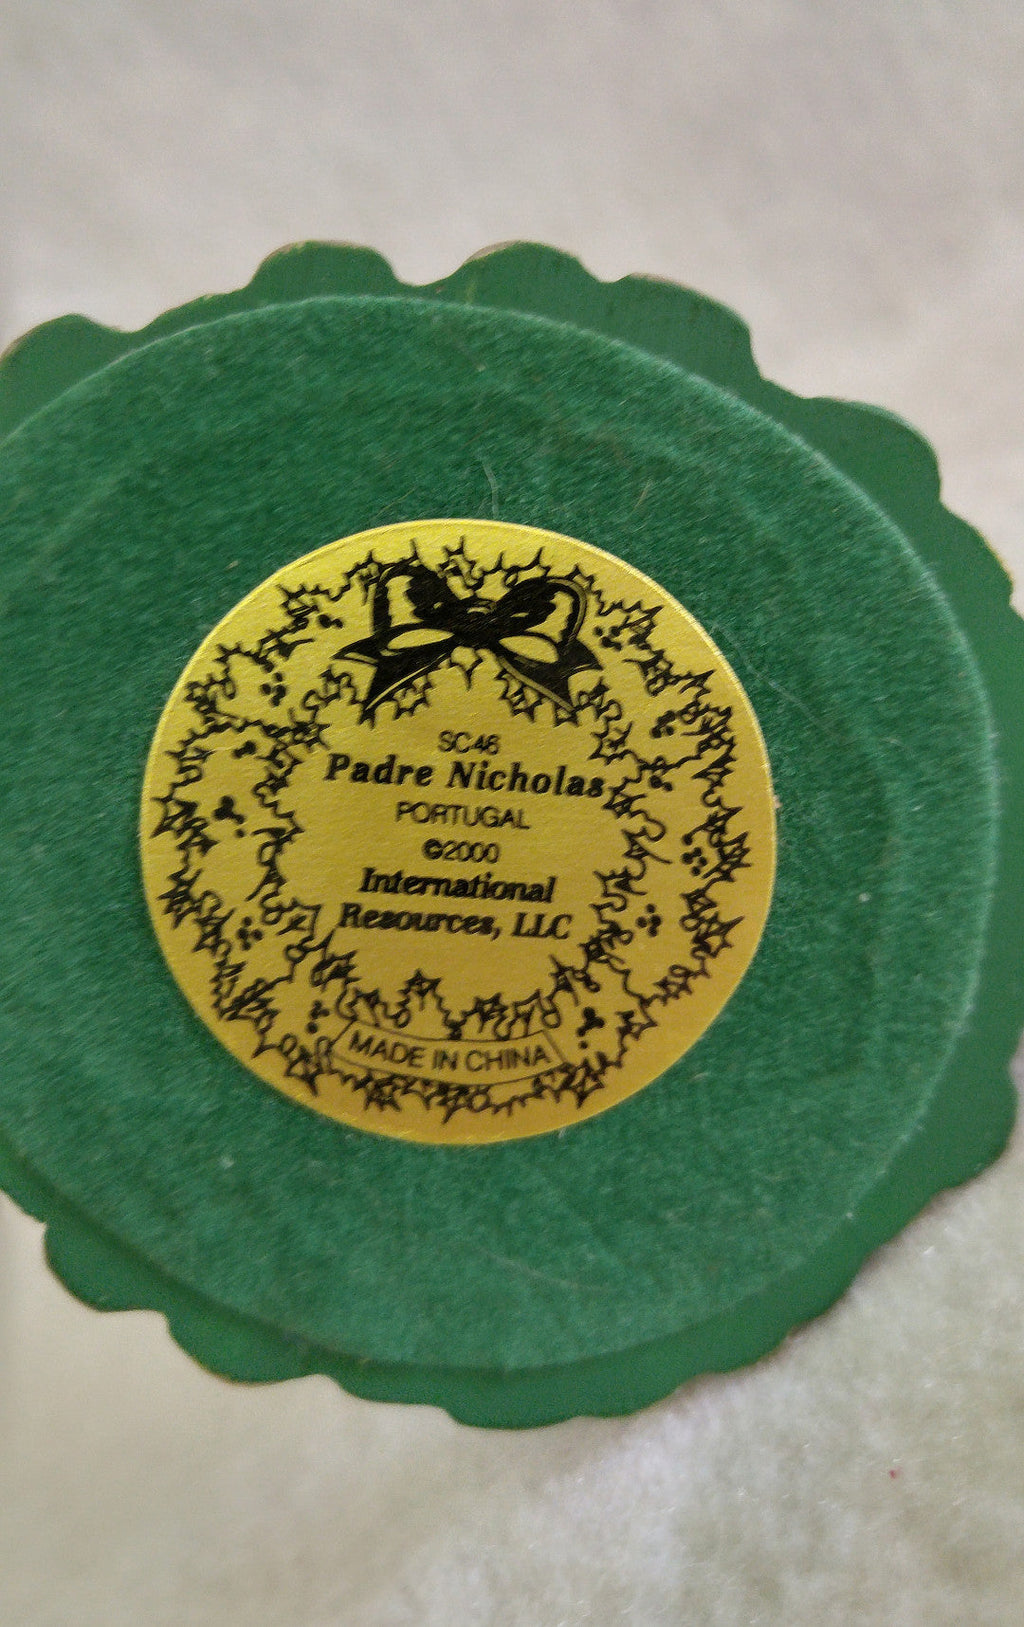 SC46
Padre Nicholas
PORTUGAL
©2000
International
Resources, LLC
MADE IN CHINA